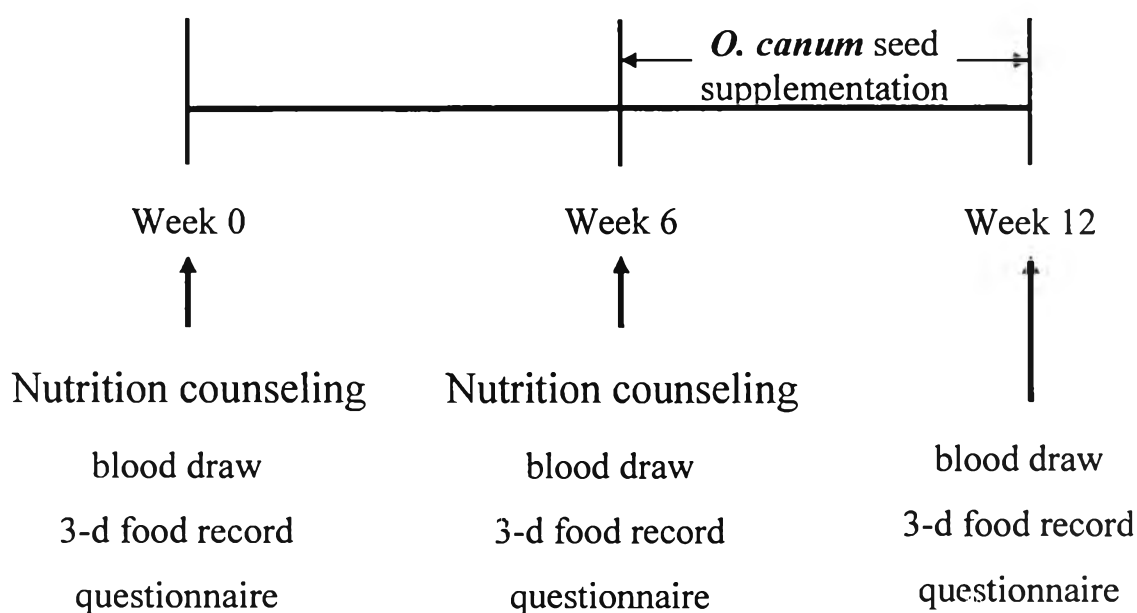 O. canum seed
supplementation
Week 0
Week 6
Week 12
Nutrition counseling
Nutrition counseling
blood draw
blood draw
blood draw
3-d food record
3-d food record
3-d food record
questionnaire
questionnaire
questionnaire